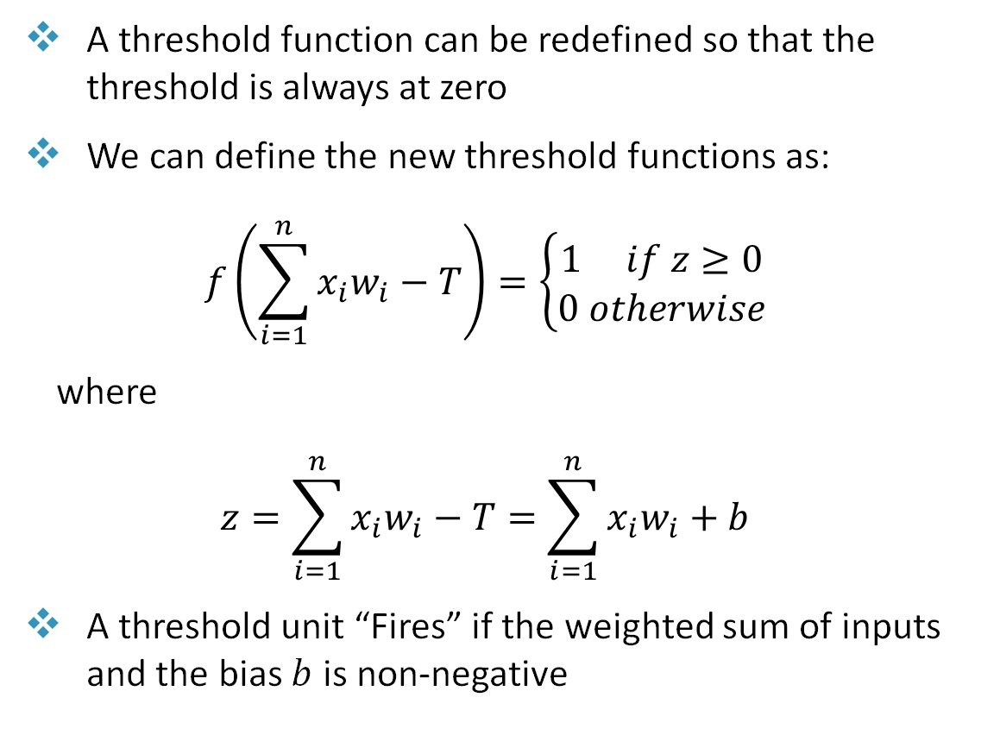 ❖ A threshold function can be redefined so that the
threshold is always at zero
❖ We can define the new threshold functions as:
$f\left(\sum_{i=1}^{n} x_i w_i - T\right) = \begin{cases} 1 & if\ z \geq 0 \\ 0 & otherwise \end{cases}$
where
$z = \sum_{i=1}^{n} x_i w_i - T = \sum_{i=1}^{n} x_i w_i + b$
❖ A threshold unit “Fires” if the weighted sum of inputs
and the bias $b$ is non-negative